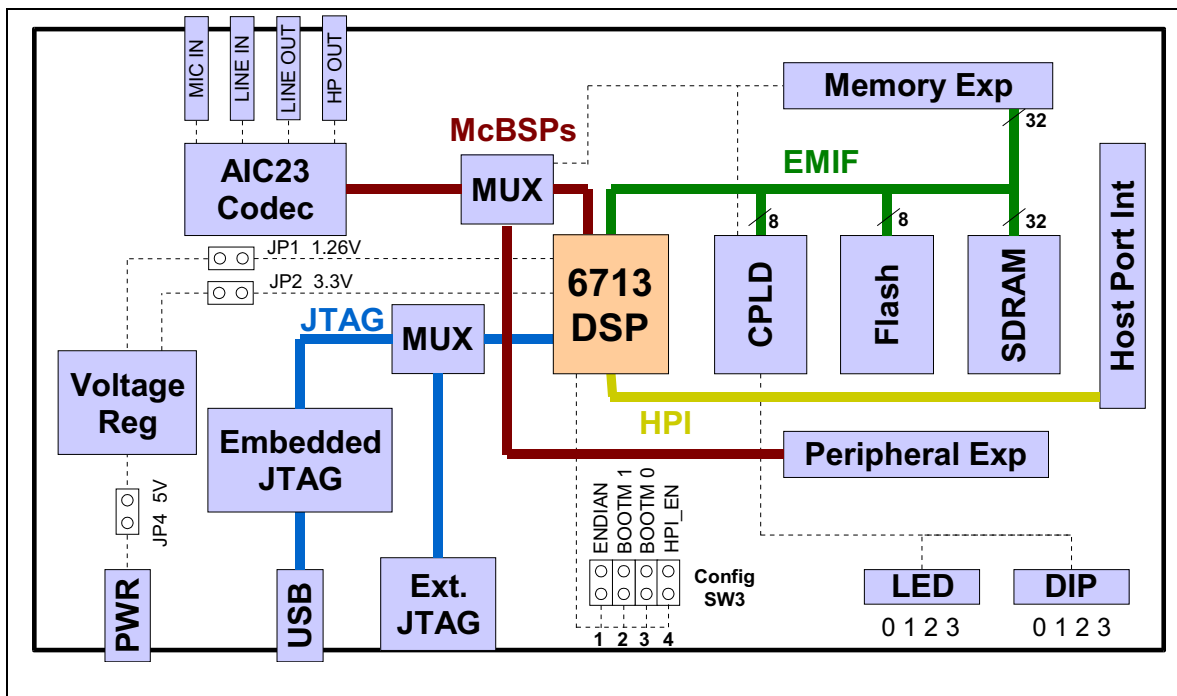 MIC IN
LINE IN
LINE OUT
HP OUT
Memory Exp
32
McBSPs
AIC23
Codec
MUX
EMIF
8
8
32
Host Port Int
JP1 1.26V
JP2 3.3V
6713
DSP
CPLD
Flash
SDRAM
JTAG
MUX
Voltage
Reg
HPI
Embedded
JTAG
Peripheral Exp
JP4 5V
ENDIAN
BOOTM 1
BOOTM 0
HPI_EN
Config
SW3
PWR
USB
Ext.
JTAG
LED
DIP
1 2 3 4
0 1 2 3
0 1 2 3